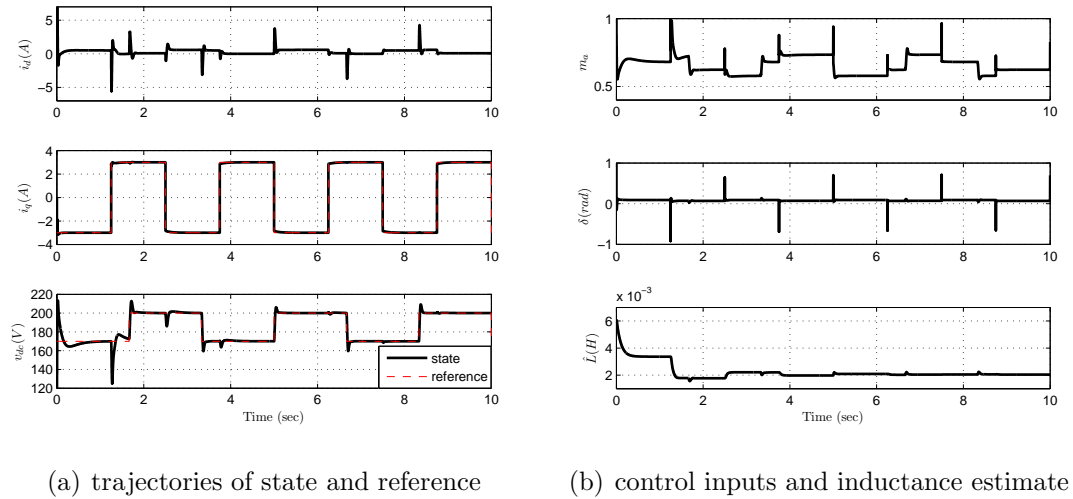 i_d(A)
5
0
−5
0 2 4 6 8 10
i_q(A)
4
2
0
−2
−4
0 2 4 6 8 10
v_dc(V)
220
200
180
160
140
120
0 2 4 6 8 10
state
reference
Time (sec)
m_a
1
0.5
0 2 4 6 8 10
δ(rad)
1
0
−1
0 2 4 6 8 10
x 10^−3
L̂(H)
6
4
2
0 2 4 6 8 10
Time (sec)
(a) trajectories of state and reference
(b) control inputs and inductance estimate